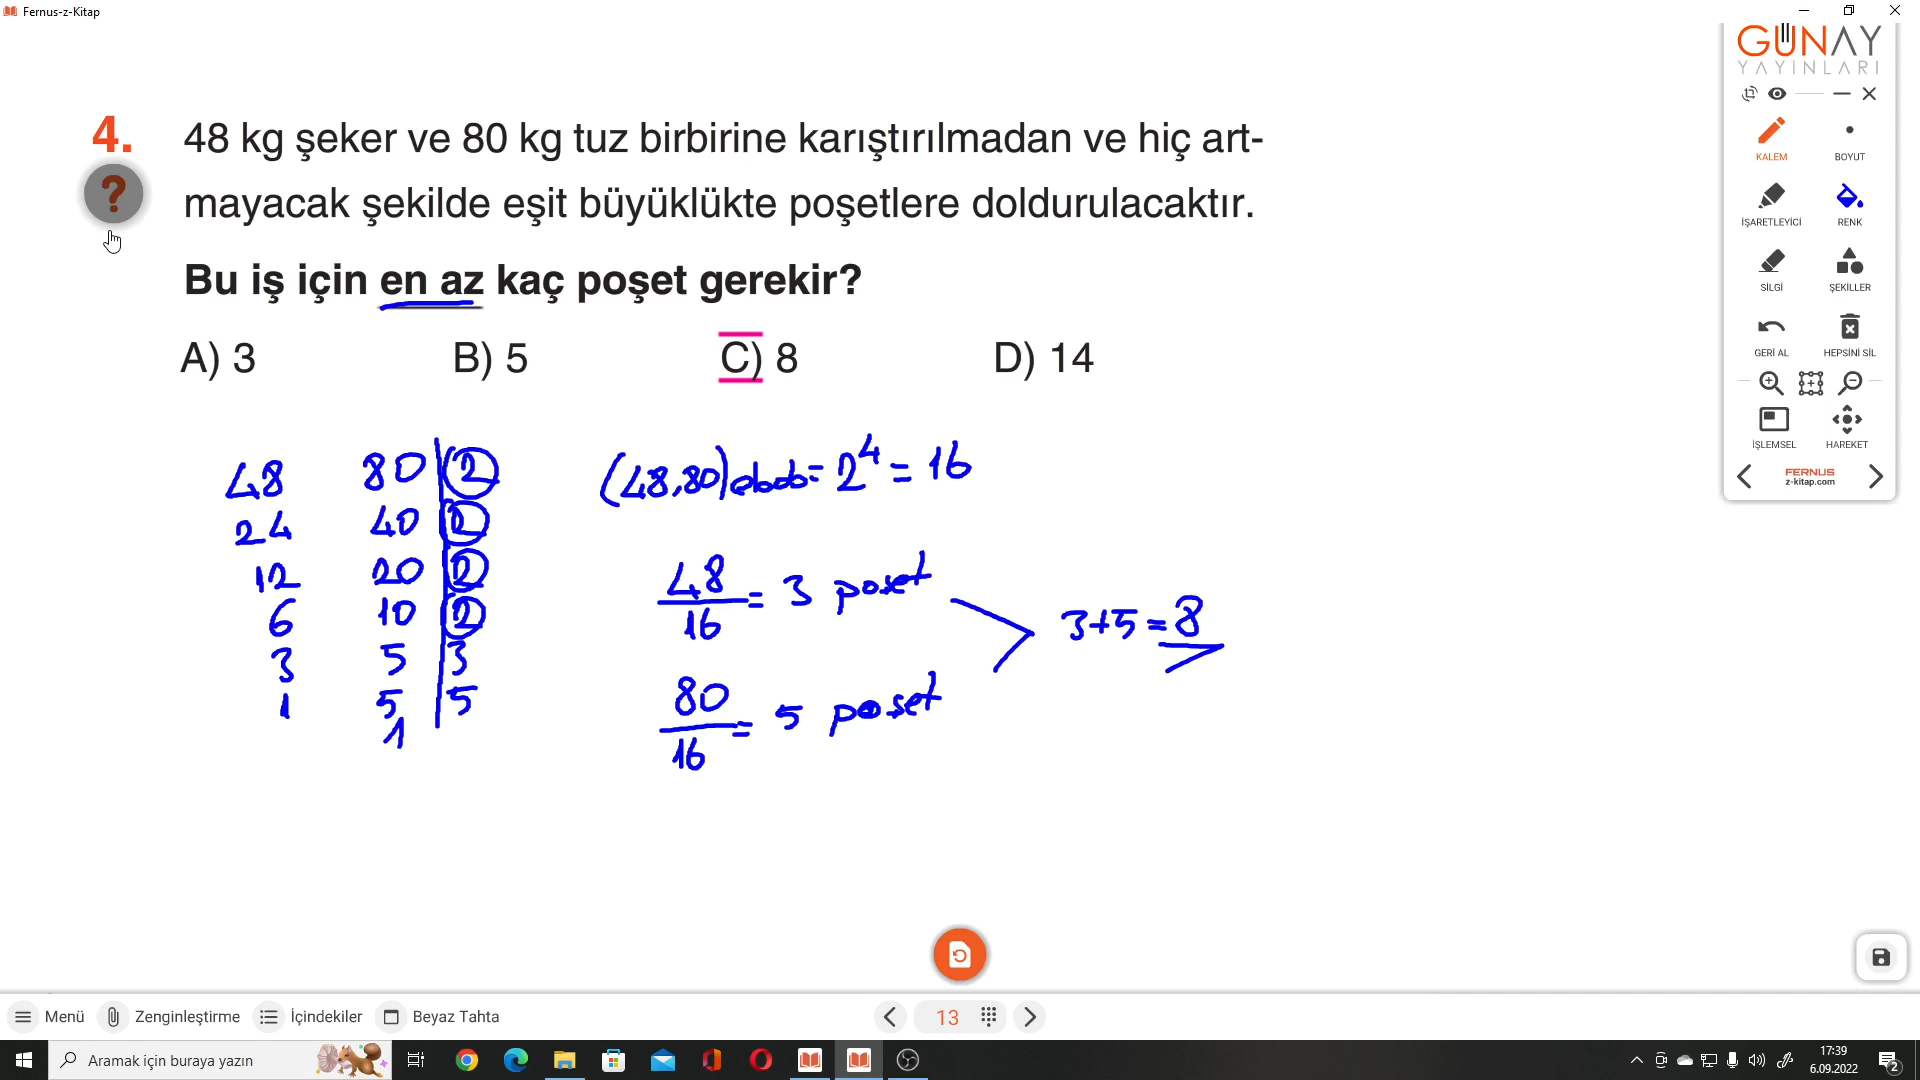 Fernus-z-Kitap
GÜNAY
YAYINLARI
4.
48 kg şeker ve 80 kg tuz birbirine karıştırılmadan ve hiç art-
?
mayacak şekilde eşit büyüklükte poşetlere doldurulacaktır.
Bu iş için en az kaç poşet gerekir?
A) 3 B) 5 C) 8 D) 14
48 80 2
24 40 2
12 20 2
6 10 2
3 5 3
1 5 5
1
(48,80)ebob= 2^4 = 16
48/16 = 3 poşet
80/16 = 5 poşet
3+5=8
KALEM BOYUT
İŞARETLEYİCİ RENK
SİLGİ ŞEKİLLER
GERİ AL HEPSİNİ SİL
İŞLEMSEL HAREKET
FERNUS
z-kitap.com
Menü Zenginleştirme İçindekiler Beyaz Tahta 13
Aramak için buraya yazın
17:39
6.09.2022
2